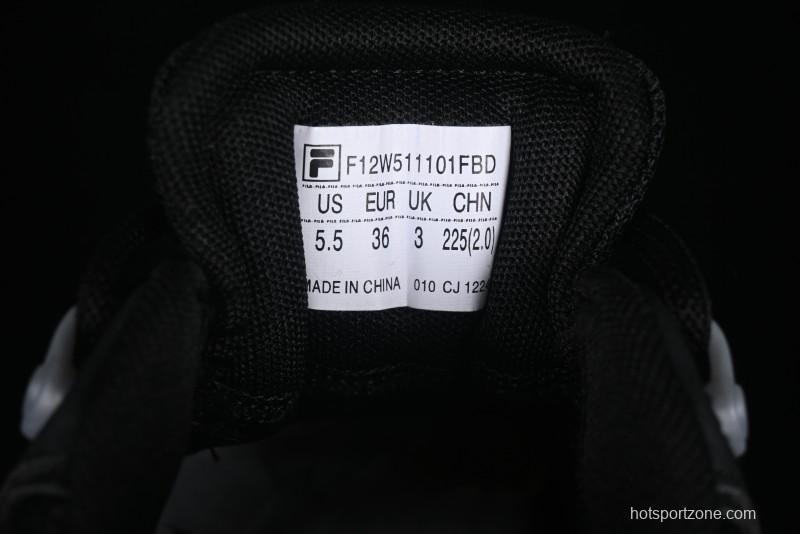 F F12W511101FBD
US EUR UK CHN
5.5 36 3 225(2.0)
MADE IN CHINA 010 CJ 1224
hotsportzone.com